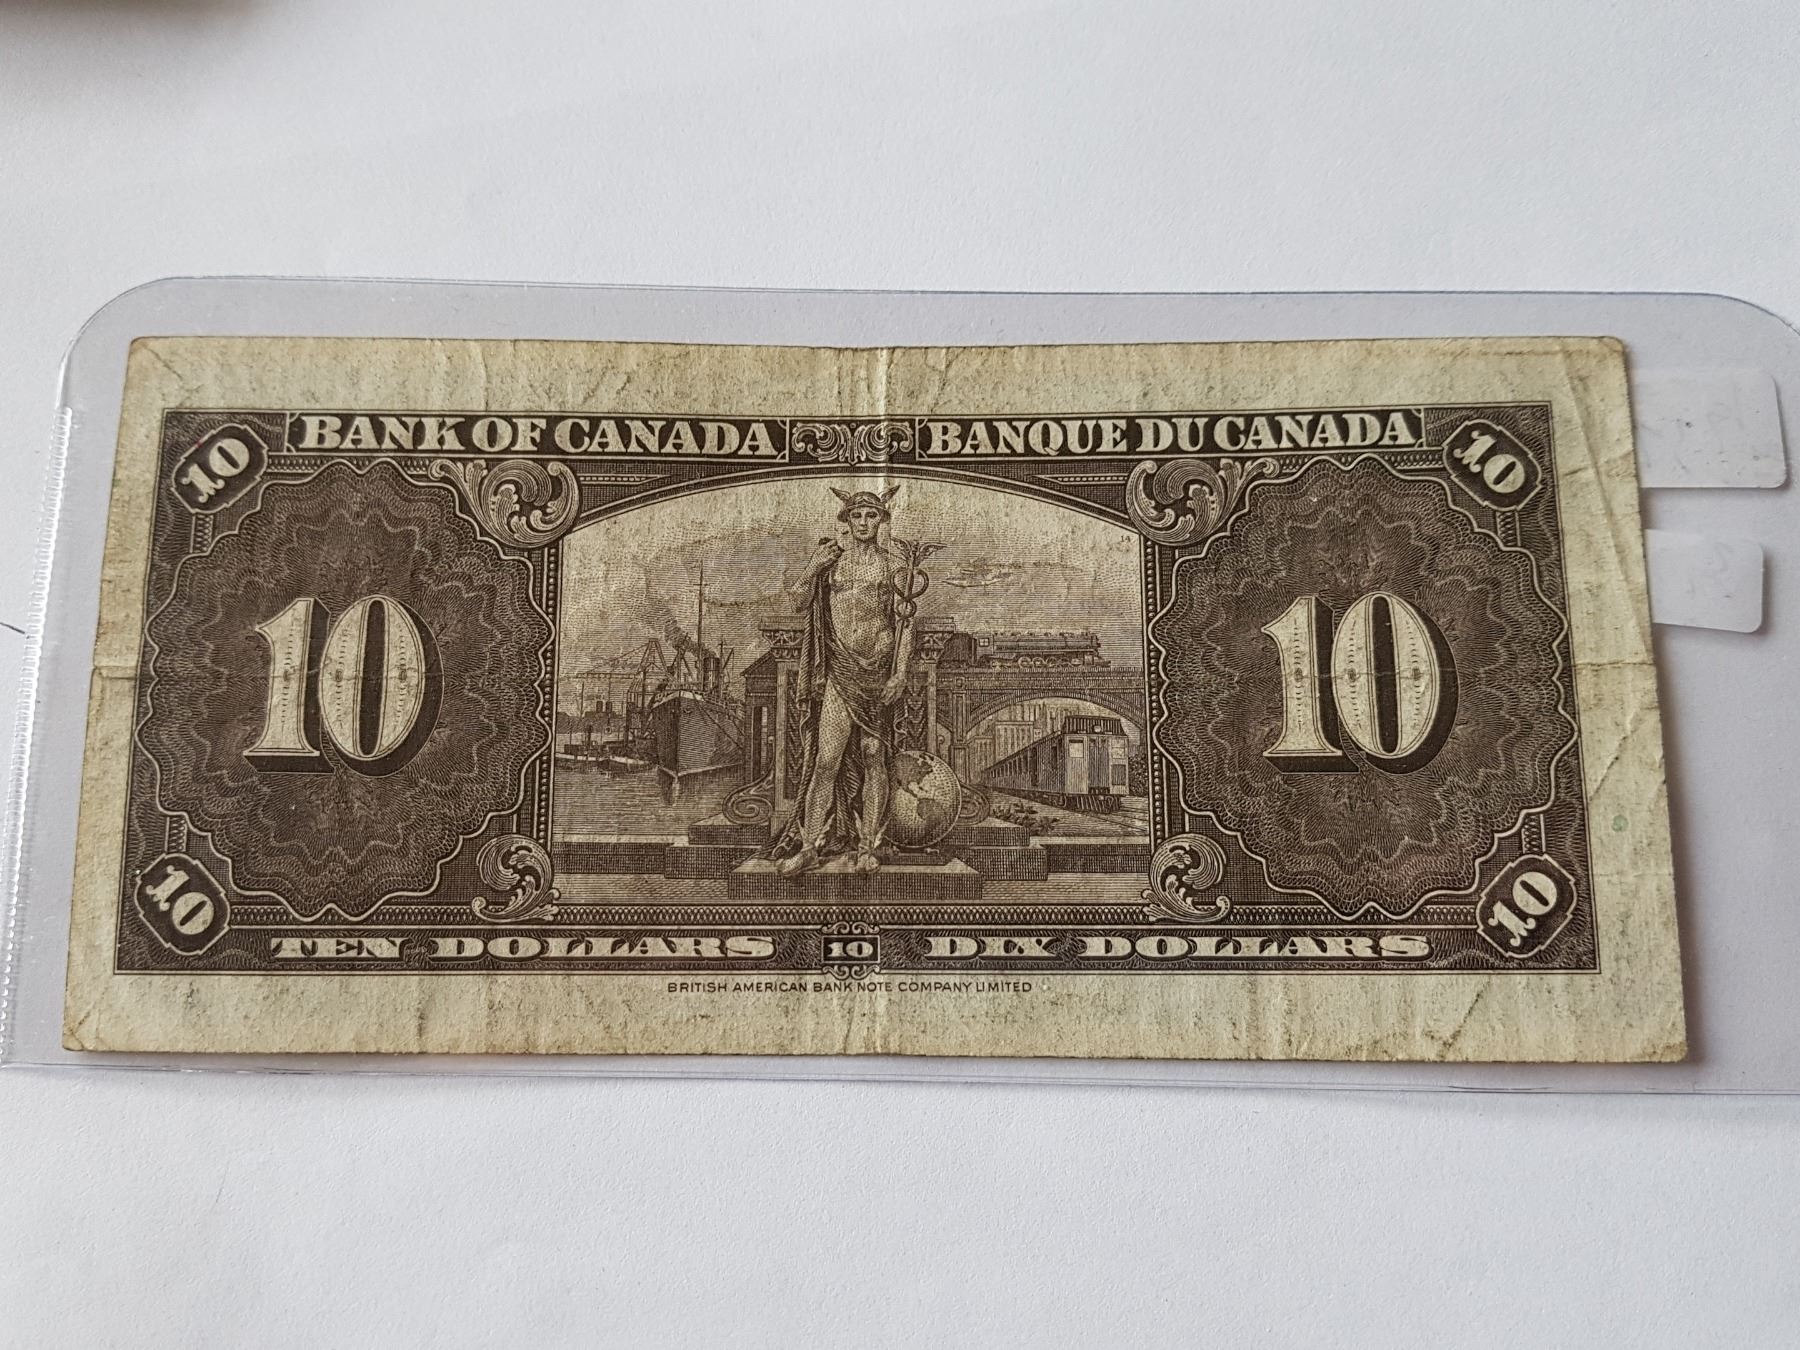 BANK OF CANADA BANQUE DU CANADA
10 10
14
10 10
10 10
TEN DOLLARS 10 DIX DOLLARS
BRITISH AMERICAN BANK NOTE COMPANY LIMITED